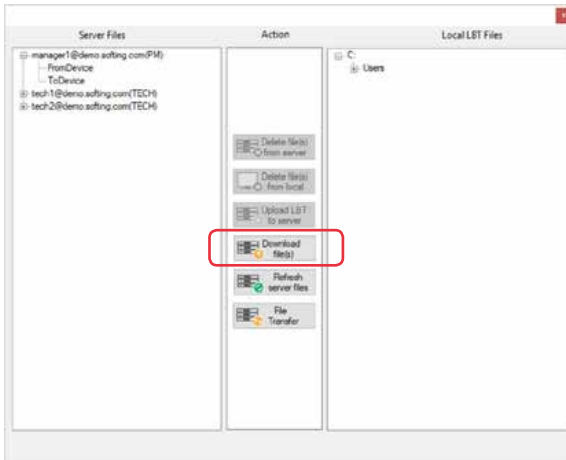 Server Files
Action
Local LBT Files
manager1@demo.softing.com(PM)
FromDevice
ToDevice
tech1@demo.softing.com(TECH)
tech2@demo.softing.com(TECH)
Delete file(s)
from server
Delete file(s)
from local
Upload LBT
to server
Download
file(s)
Refresh
server files
File
Transfer
C:
Users